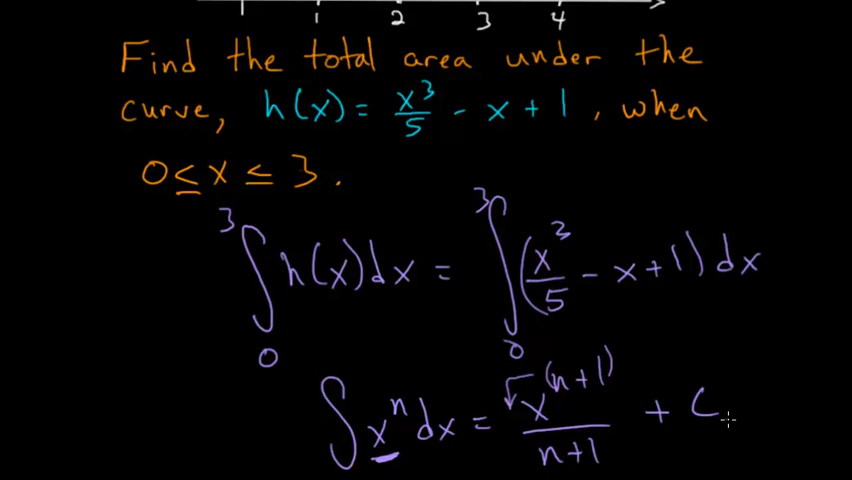 1 2 3 4
Find the total area under the
curve, h(x) = x³/5 - x + 1, when
0 ≤ x ≤ 3.
∫₀³ h(x)dx = ∫₀³ (x³/5 - x + 1) dx
∫ xⁿ dx = x⁽ⁿ⁺¹⁾/n+1 + C